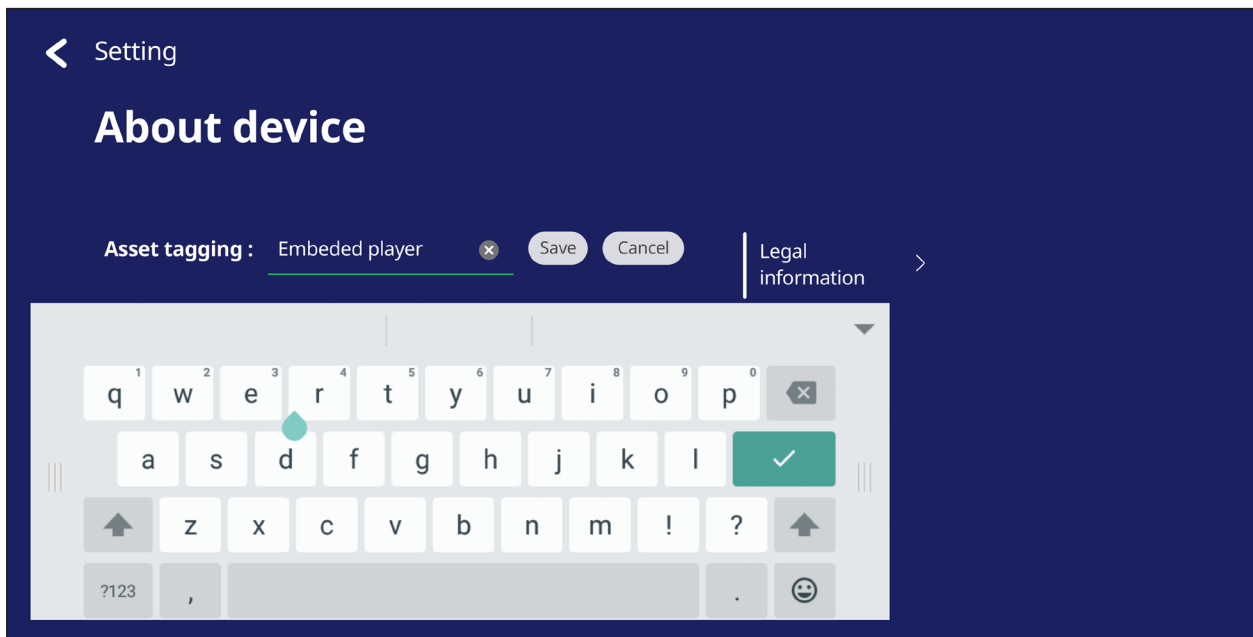 Setting
About device
Asset tagging : Embeded player Save Cancel
Legal
information
1 2 3 4 5 6 7 8 9 0
q w e r t y u i o p
a s d f g h j k l
z x c v b n m ! ?
?123 , .